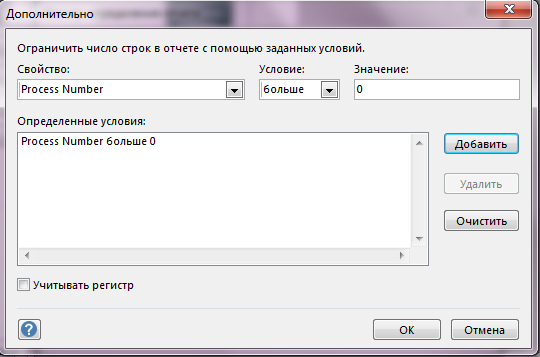 Дополнительно
Ограничить число строк в отчете с помощью заданных условий.
Свойство: Условие: Значение:
Process Number больше 0
Определенные условия:
Process Number больше 0
Добавить
Удалить
Очистить
Учитывать регистр
OK Отмена